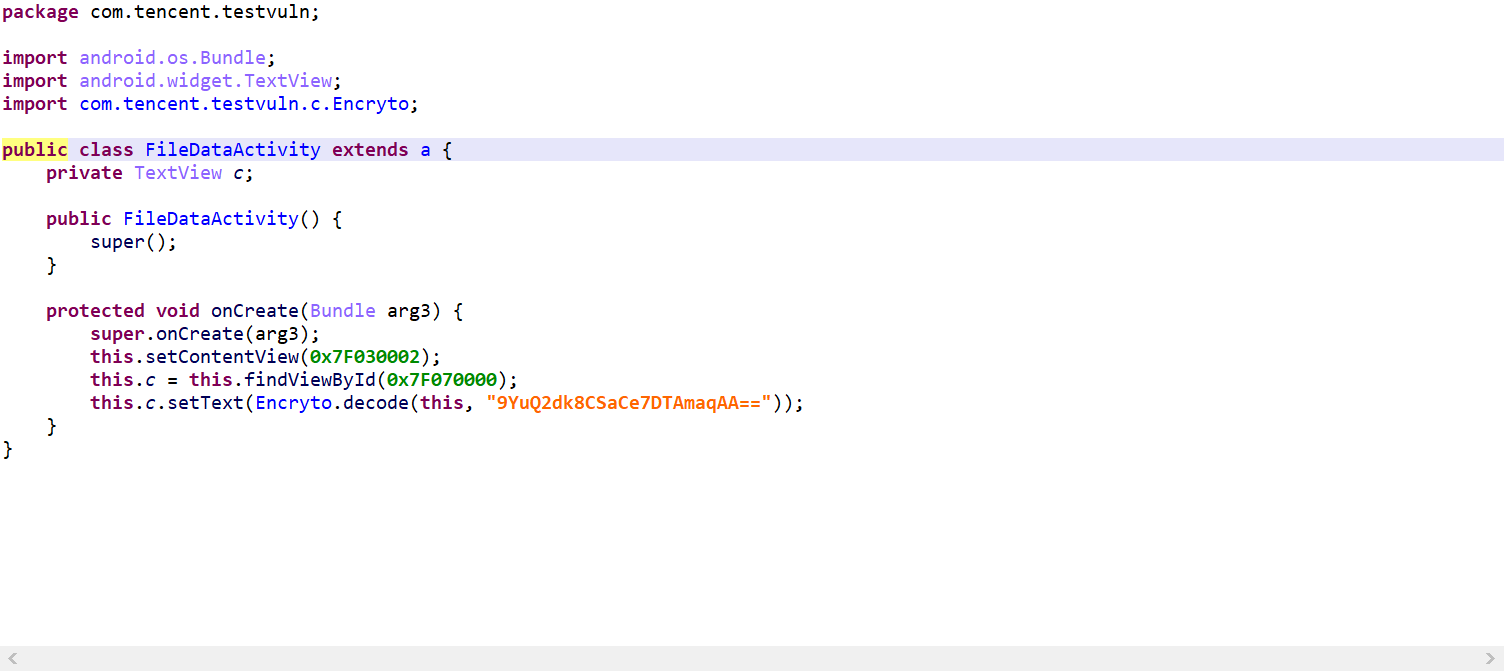 package com.tencent.testvuln;
import android.os.Bundle;
import android.widget.TextView;
import com.tencent.testvuln.c.Encryto;
public class FileDataActivity extends a {
private TextView c;
public FileDataActivity() {
super();
}
protected void onCreate(Bundle arg3) {
super.onCreate(arg3);
this.setContentView(0x7F030002);
this.c = this.findViewById(0x7F070000);
this.c.setText(Encryto.decode(this, "9YuQ2dk8CSaCe7DTAmaqAA=="));
}
}